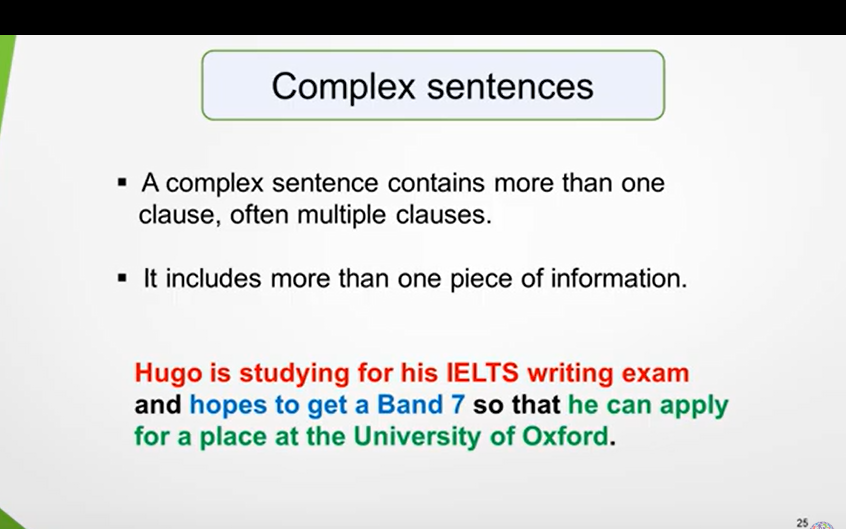 Complex sentences
▪ A complex sentence contains more than one
clause, often multiple clauses.
▪ It includes more than one piece of information.
Hugo is studying for his IELTS writing exam
and hopes to get a Band 7 so that he can apply
for a place at the University of Oxford.
25